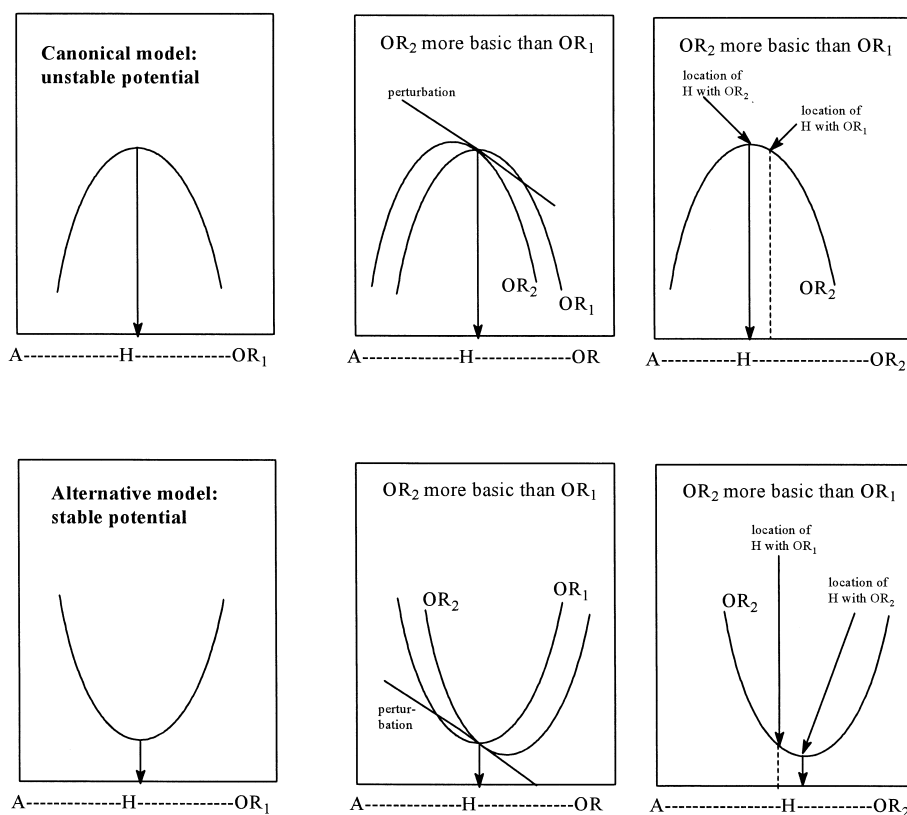 Canonical model:
unstable potential
A-------------H-------------OR₁
OR₂ more basic than OR₁
perturbation
OR₂
OR₁
A-------------H-------------OR
OR₂ more basic than OR₁
location of
H with OR₂
location of
H with OR₁
OR₂
A-------------H---------------OR₂
Alternative model:
stable potential
A-------------H-------------OR₁
OR₂ more basic than OR₁
OR₂
OR₁
pertur-
bation
A-------------H-------------OR
OR₂ more basic than OR₁
location of
H with OR₁
OR₂
location of
H with OR₂
A-----------------H-----------OR₂